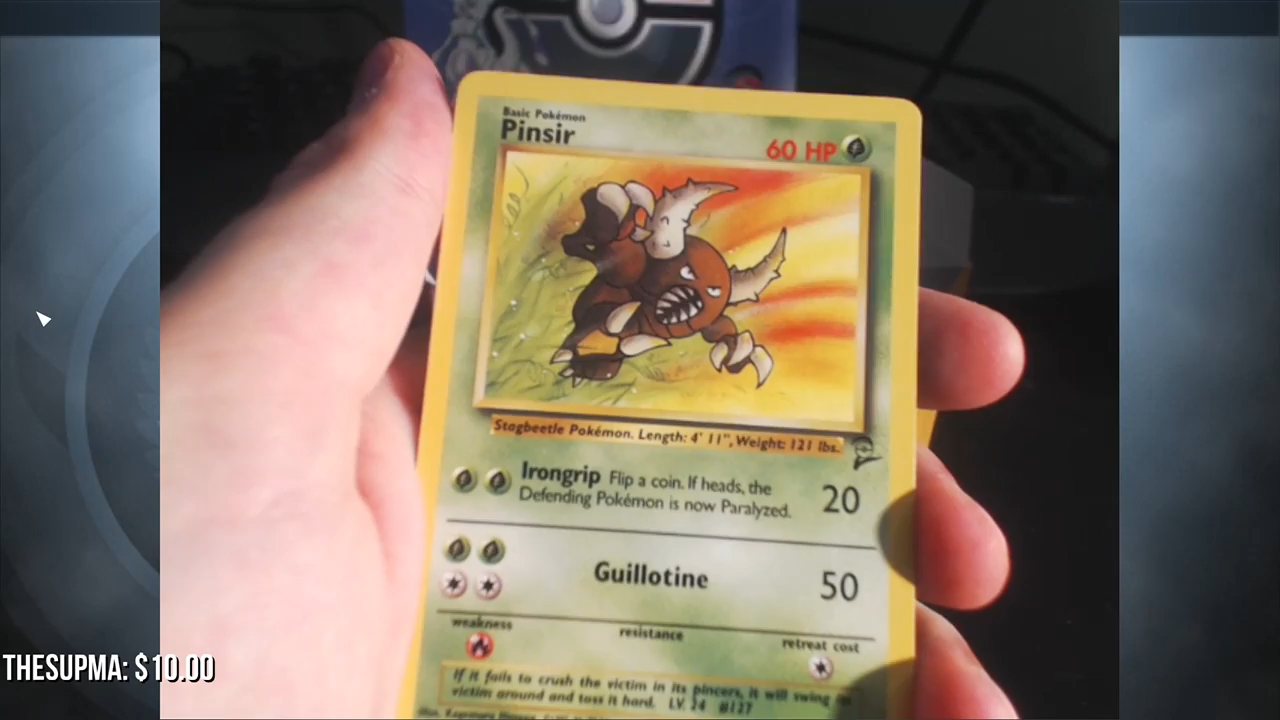 Basic Pokémon
Pinsir
60 HP
Stagbeetle Pokémon. Length: 4' 11", Weight: 121 lbs.
Irongrip Flip a coin. If heads, the
Defending Pokémon is now Paralyzed.
20
Guillotine
50
weakness
resistance
retreat cost
If it fails to crush the victim in its pincers, it will swing
victim around and toss it hard. LV. 24 #127
THESUPMA: $10.00